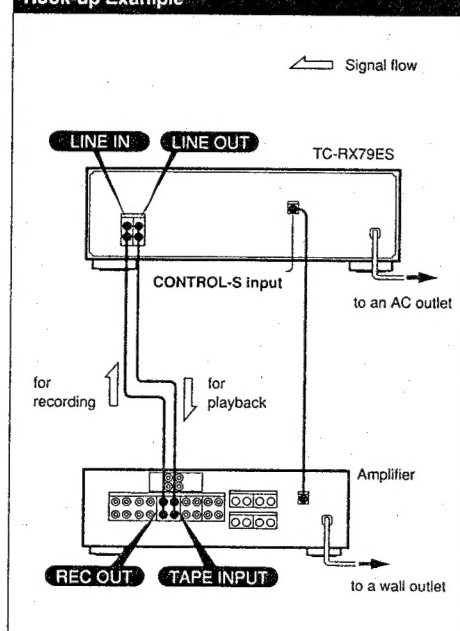 Hook-up Example
Signal flow
LINE IN
LINE OUT
TC-RX79ES
CONTROL-S input
to an AC outlet
for
recording
for
playback
Amplifier
REC OUT
TAPE INPUT
to a wall outlet